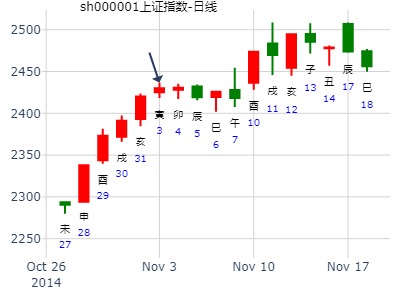 sh000001上证指数-日线
2500
2450
2400
2350
2300
2250
未
27
申
28
酉
29
戌
30
亥
31
寅
3
卯
4
辰
5
巳
6
午
7
酉
10
戌
11
亥
12
子
13
丑
14
辰
17
巳
18
Oct 26
2014
Nov 3
Nov 10
Nov 17